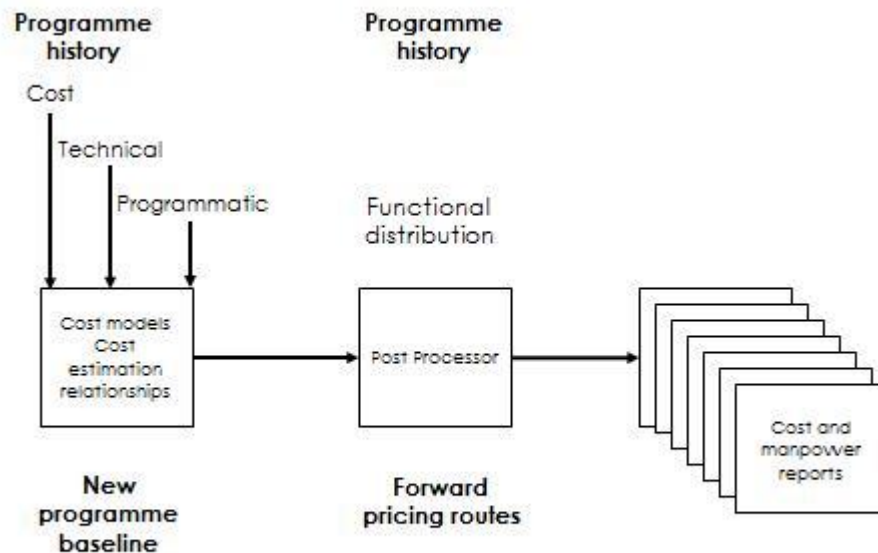 Programme
history
Programme
history
Cost
Technical
Programmatic
Functional
distribution
Cost models
Cost
estimation
relationships
Post Processor
Cost and
manpower
reports
New
programme
baseline
Forward
pricing routes